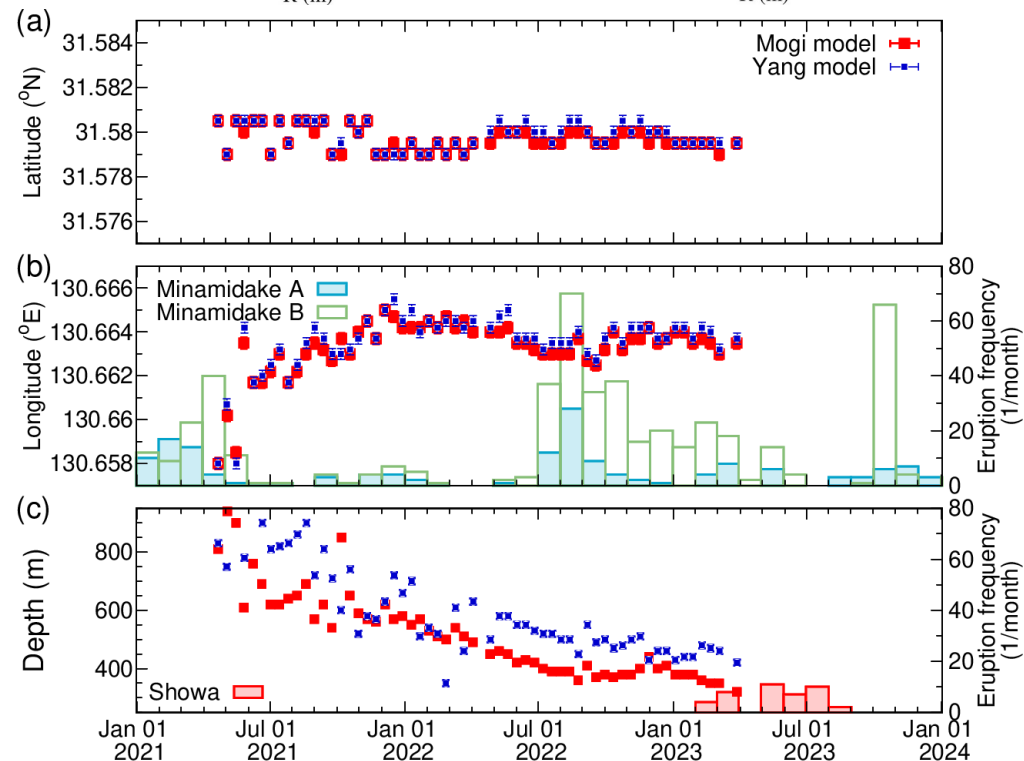 R (m) R (m)
(a)
Latitude (°N)
31.584
31.582
31.58
31.578
31.576
Mogi model
Yang model
(b)
Longitude (°E)
130.666
130.664
130.662
130.66
130.658
Minamidake A
Minamidake B
80
60
40
20
0
Eruption frequency
(1/month)
(c)
Depth (m)
800
600
400
Showa
80
60
40
20
0
Eruption frequency
(1/month)
Jan 01 Jul 01 Jan 01 Jul 01 Jan 01 Jul 01 Jan 01
2021 2021 2022 2022 2023 2023 2024